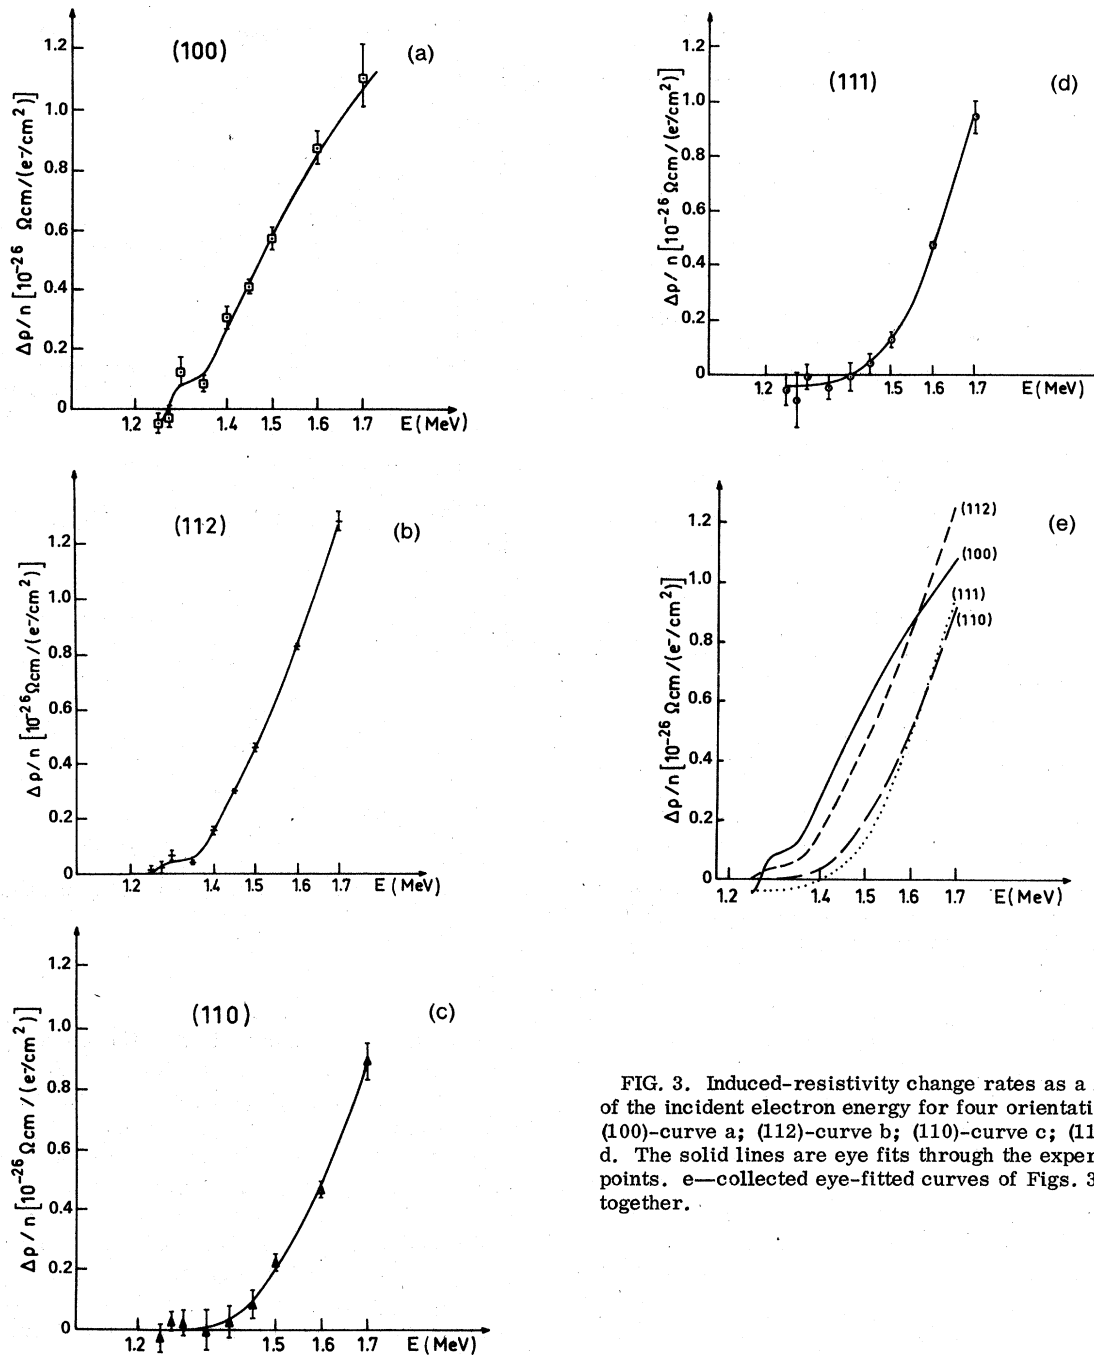 (100)
(a)
1.2
1.0
0.8
0.6
0.4
0.2
0
Δρ/n [10⁻²⁶ Ωcm/(e⁻/cm²)]
1.2 1.4 1.5 1.6 1.7 E(MeV)
(111)
(d)
1.2
1.0
0.8
0.6
0.4
0.2
0
Δρ/n [10⁻²⁶ Ωcm/(e⁻/cm²)]
1.2 1.5 1.6 1.7 E(MeV)
(112)
(b)
1.2
1.0
0.8
0.6
0.4
0.2
0
Δρ/n [10⁻²⁶ Ωcm/(e⁻/cm²)]
1.2 1.4 1.5 1.6 1.7 E(MeV)
(e)
(112)
(100)
(111)
(110)
1.2
1.0
0.8
0.6
0.4
0.2
0
Δρ/n [10⁻²⁶ Ωcm/(e⁻/cm²)]
1.2 1.4 1.5 1.6 1.7 E(MeV)
(110)
(c)
1.2
1.0
0.8
0.6
0.4
0.2
0
Δρ/n [10⁻²⁶ Ωcm/(e⁻/cm²)]
1.2 1.4 1.5 1.6 1.7 E(MeV)
FIG. 3. Induced-resistivity change rates as a
of the incident electron energy for four orientati
(100)-curve a; (112)-curve b; (110)-curve c; (11
d. The solid lines are eye fits through the exper
points. e—collected eye-fitted curves of Figs. 3
together.